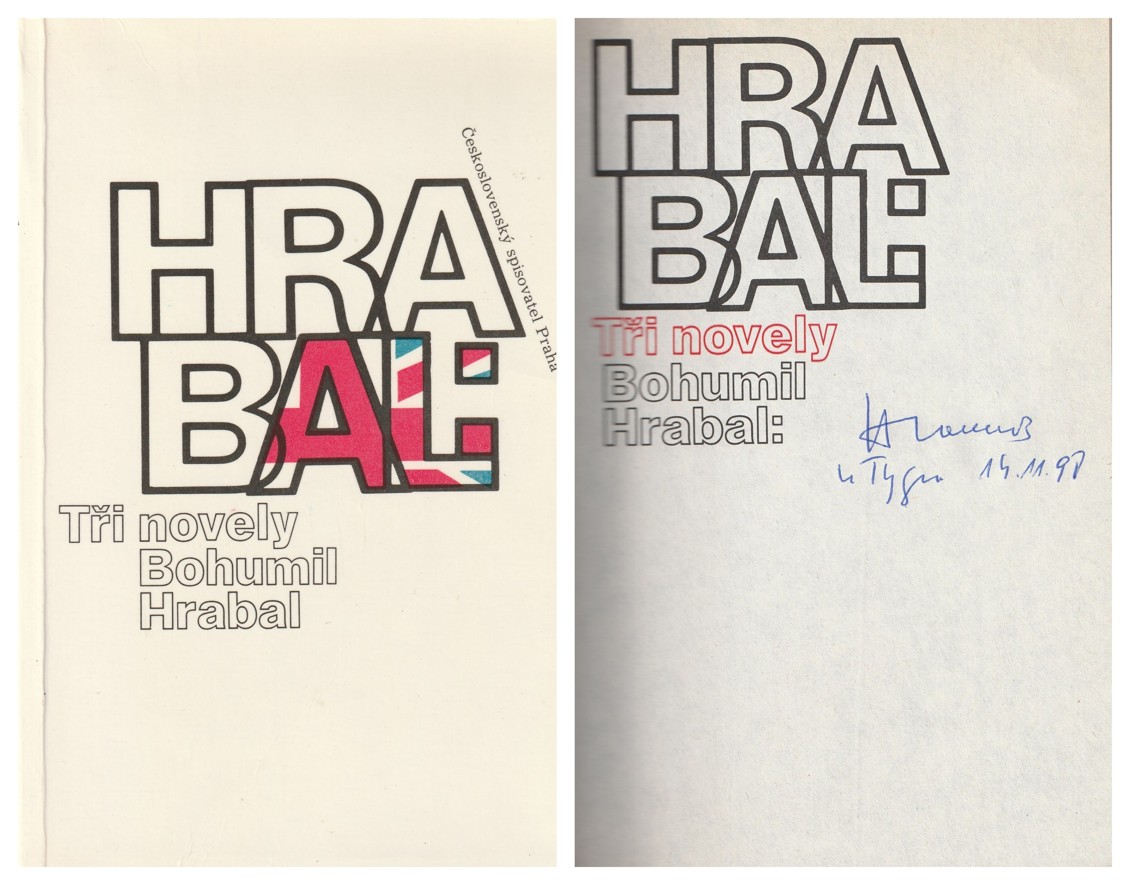 Československý spisovatel Praha
HRA
BAL:
Tři novely
Bohumil
Hrabal
HRA
BAL:
Tři novely
Bohumil
Hrabal:
u Tygra 14.11.